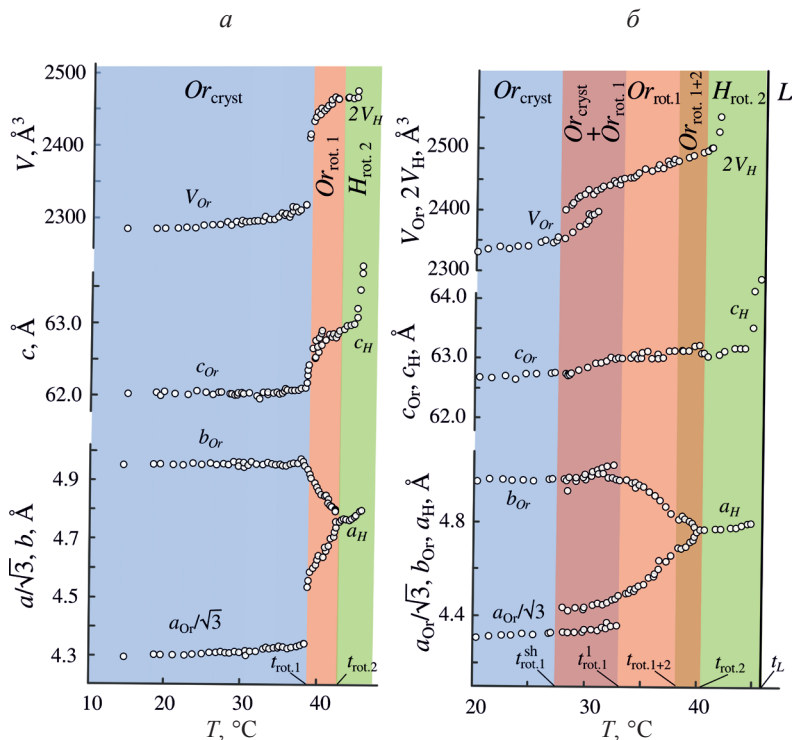 а
2500
2400
2300
V, Å³
Or_cryst
Or_rot. 1
H_rot. 2
2V_H
V_Or
63.0
62.0
c, Å
c_Or
c_H
4.9
4.7
4.5
4.3
a/√3, b, Å
b_Or
a_H
a_Or/√3
t_rot.1
t_rot.2
10 20 30 40
T, °C
б
2500
2400
2300
V_Or, 2V_H, Å³
Or_cryst
Or_cryst + Or_rot. 1
Or_rot.1
Or_rot. 1+2
H_rot. 2
L
2V_H
V_Or
64.0
63.0
62.0
c_Or, c_H, Å
c_Or
c_H
4.8
4.4
a_Or/√3, b_Or, a_H, Å
b_Or
a_H
a_Or/√3
t^sh_rot.1
t^1_rot.1
t_rot.1+2
t_rot.2
t_L
20 30 40
T, °C